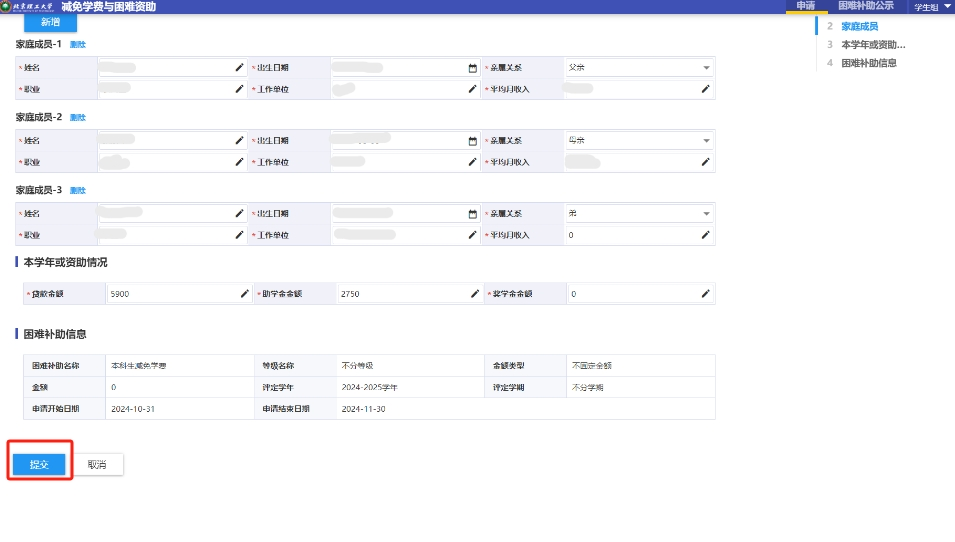 北京理工大学 减免学费与困难资助 申请 困难补助公示 学生组
新增
2 家庭成员
3 本学年或资助...
4 困难补助信息
家庭成员-1 删除
*姓名 *出生日期 *亲属关系 父亲
*职业 *工作单位 *平均月收入
家庭成员-2 删除
*姓名 *出生日期 *亲属关系 母亲
*职业 *工作单位 *平均月收入
家庭成员-3 删除
*姓名 *出生日期 *亲属关系 弟
*职业 *工作单位 *平均月收入 0
本学年或资助情况
*贷款金额 5900 *助学金金额 2750 *奖学金金额 0
困难补助信息
困难补助名称 本科生减免学费 等级名称 不分等级 金额类型 不固定金额
金额 0 评定学年 2024-2025学年 评定学期 不分学期
申请开始日期 2024-10-31 申请结束日期 2024-11-30
提交 取消